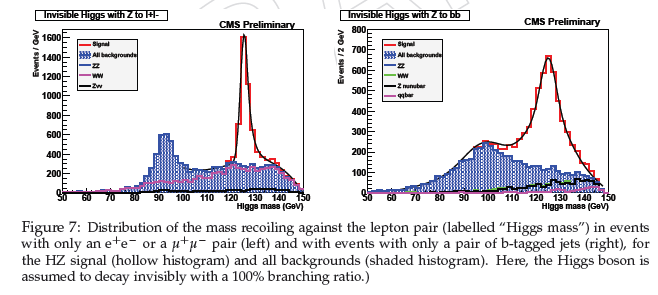 Invisible Higgs with Z to l+l-
CMS Preliminary
Events / GeV
1600
1400
1200
1000
800
600
400
200
0
Signal
All backgrounds
ZZ
WW
Zνν
50 60 70 80 90 100 110 120 130 140 150
Higgs mass (GeV)
Invisible Higgs with Z to bb
CMS Preliminary
Events / 2 GeV
800
700
600
500
400
300
200
100
0
Signal
All backgrounds
ZZ
WW
Z nunubar
qqbar
50 60 70 80 90 100 110 120 130 140 150
Higgs mass (GeV)
Figure 7: Distribution of the mass recoiling against the lepton pair (labelled “Higgs mass”) in events
with only an e⁺e⁻ or a μ⁺μ⁻ pair (left) and with events with only a pair of b-tagged jets (right), for
the HZ signal (hollow histogram) and all backgrounds (shaded histogram). Here, the Higgs boson is
assumed to decay invisibly with a 100% branching ratio.)